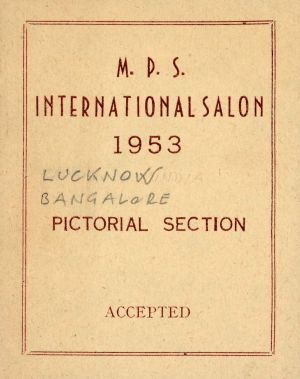 M. P. S.
INTERNATIONAL SALON
1953
LUCKNOW
BANGALORE
PICTORIAL SECTION
ACCEPTED